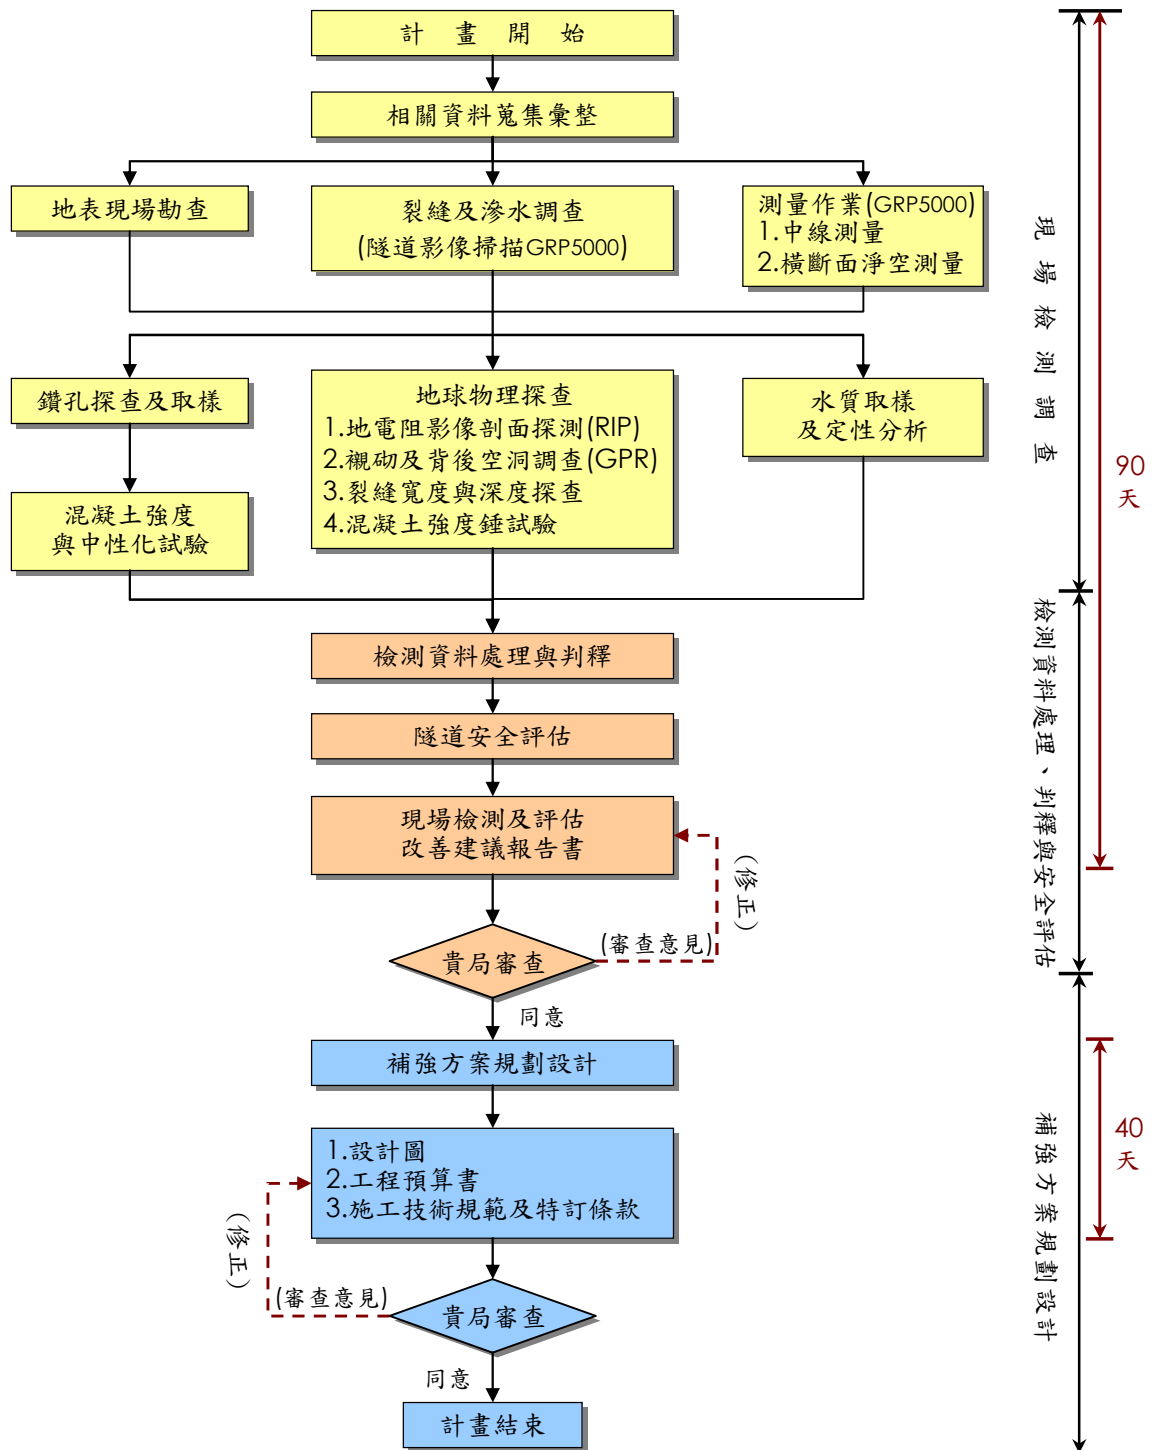 計畫開始
相關資料蒐集彙整
地表現場勘查
裂縫及滲水調查
(隧道影像掃描GRP5000)
測量作業(GRP5000)
1.中線測量
2.橫斷面淨空測量
鑽孔探查及取樣
地球物理探查
1.地電阻影像剖面探測(RIP)
2.襯砌及背後空洞調查(GPR)
3.裂縫寬度與深度探查
4.混凝土強度錘試驗
水質取樣
及定性分析
混凝土強度
與中性化試驗
檢測資料處理與判釋
隧道安全評估
現場檢測及評估
改善建議報告書
(修正)
貴局審查
(審查意見)
同意
補強方案規劃設計
1.設計圖
2.工程預算書
3.施工技術規範及特訂條款
(修正)
(審查意見)
貴局審查
同意
計畫結束
現場檢測調查
90
天
檢測資料處理、判釋與安全評估
補強方案規劃設計
40
天